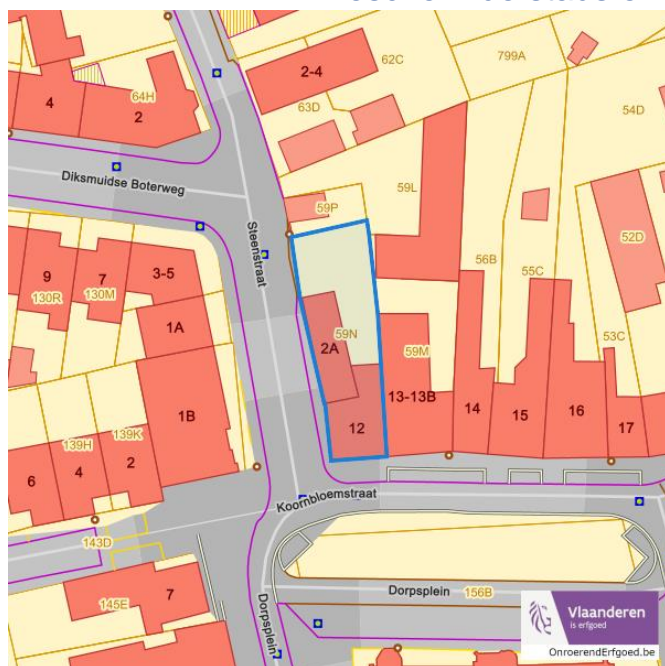 2-4
62C
799A
4
2
64H
63D
54D
Diksmuidse Boterweg
59P
59L
Steenstraat
56B
52D
9
7
3-5
130R
130M
55C
1A
2A
59N
59M
53C
13-13B
14
15
16
17
1B
12
139H
139K
6
4
2
Koornbloemstraat
143D
145E
7
Dorpsplein
Dorpsplein
156B
Vlaanderen
is erfgoed
OnroerendErfgoed.be